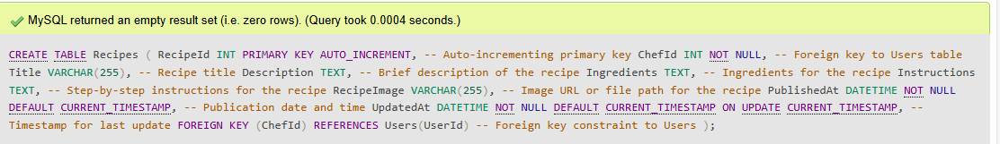 MySQL returned an empty result set (i.e. zero rows). (Query took 0.0004 seconds.)
CREATE TABLE Recipes ( RecipeId INT PRIMARY KEY AUTO_INCREMENT, -- Auto-incrementing primary key ChefId INT NOT NULL, -- Foreign key to Users table
Title VARCHAR(255), -- Recipe title Description TEXT, -- Brief description of the recipe Ingredients TEXT, -- Ingredients for the recipe Instructions
TEXT, -- Step-by-step instructions for the recipe RecipeImage VARCHAR(255), -- Image URL or file path for the recipe PublishedAt DATETIME NOT NULL
DEFAULT CURRENT_TIMESTAMP, -- Publication date and time UpdatedAt DATETIME NOT NULL DEFAULT CURRENT_TIMESTAMP ON UPDATE CURRENT_TIMESTAMP, --
Timestamp for last update FOREIGN KEY (ChefId) REFERENCES Users(UserId) -- Foreign key constraint to Users );